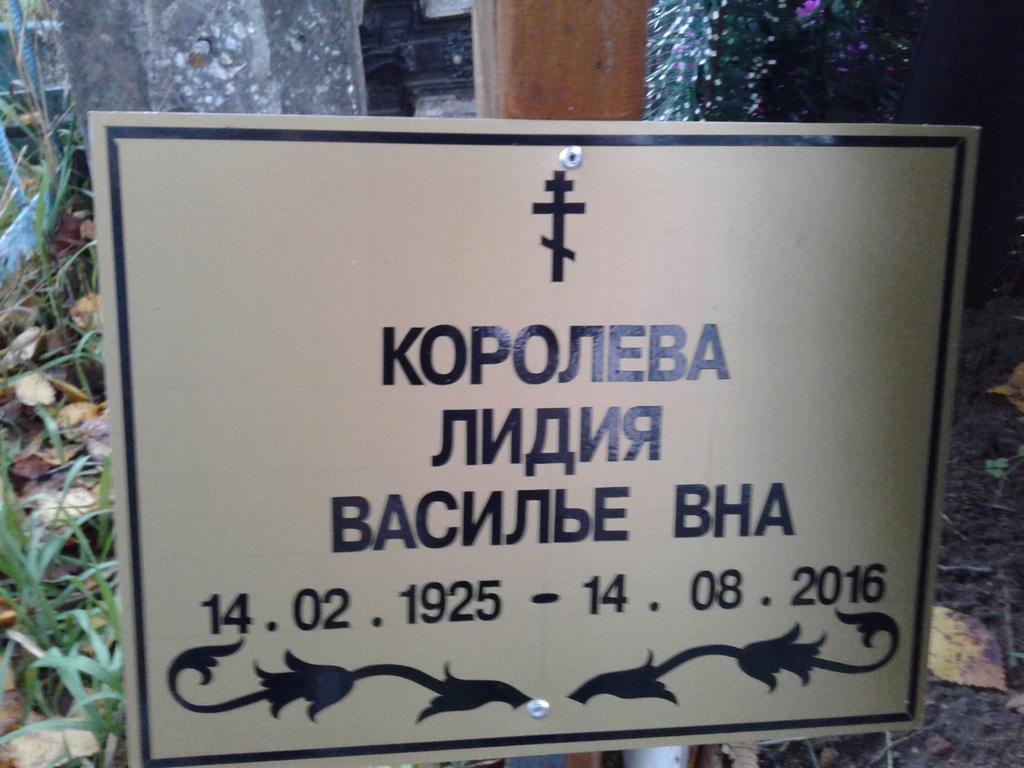 КОРОЛЕВА
ЛИДИЯ
ВАСИЛЬЕ ВНА
14.02.1925 - 14.08.2016